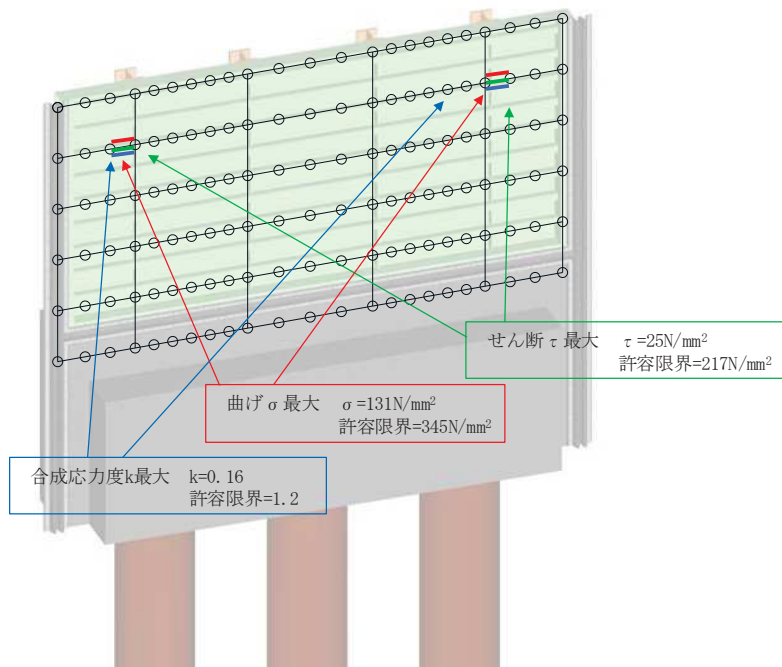 せん断τ最大　τ=25N/mm²
許容限界=217N/mm²
曲げσ最大　σ=131N/mm²
許容限界=345N/mm²
合成応力度k最大　k=0.16
許容限界=1.2